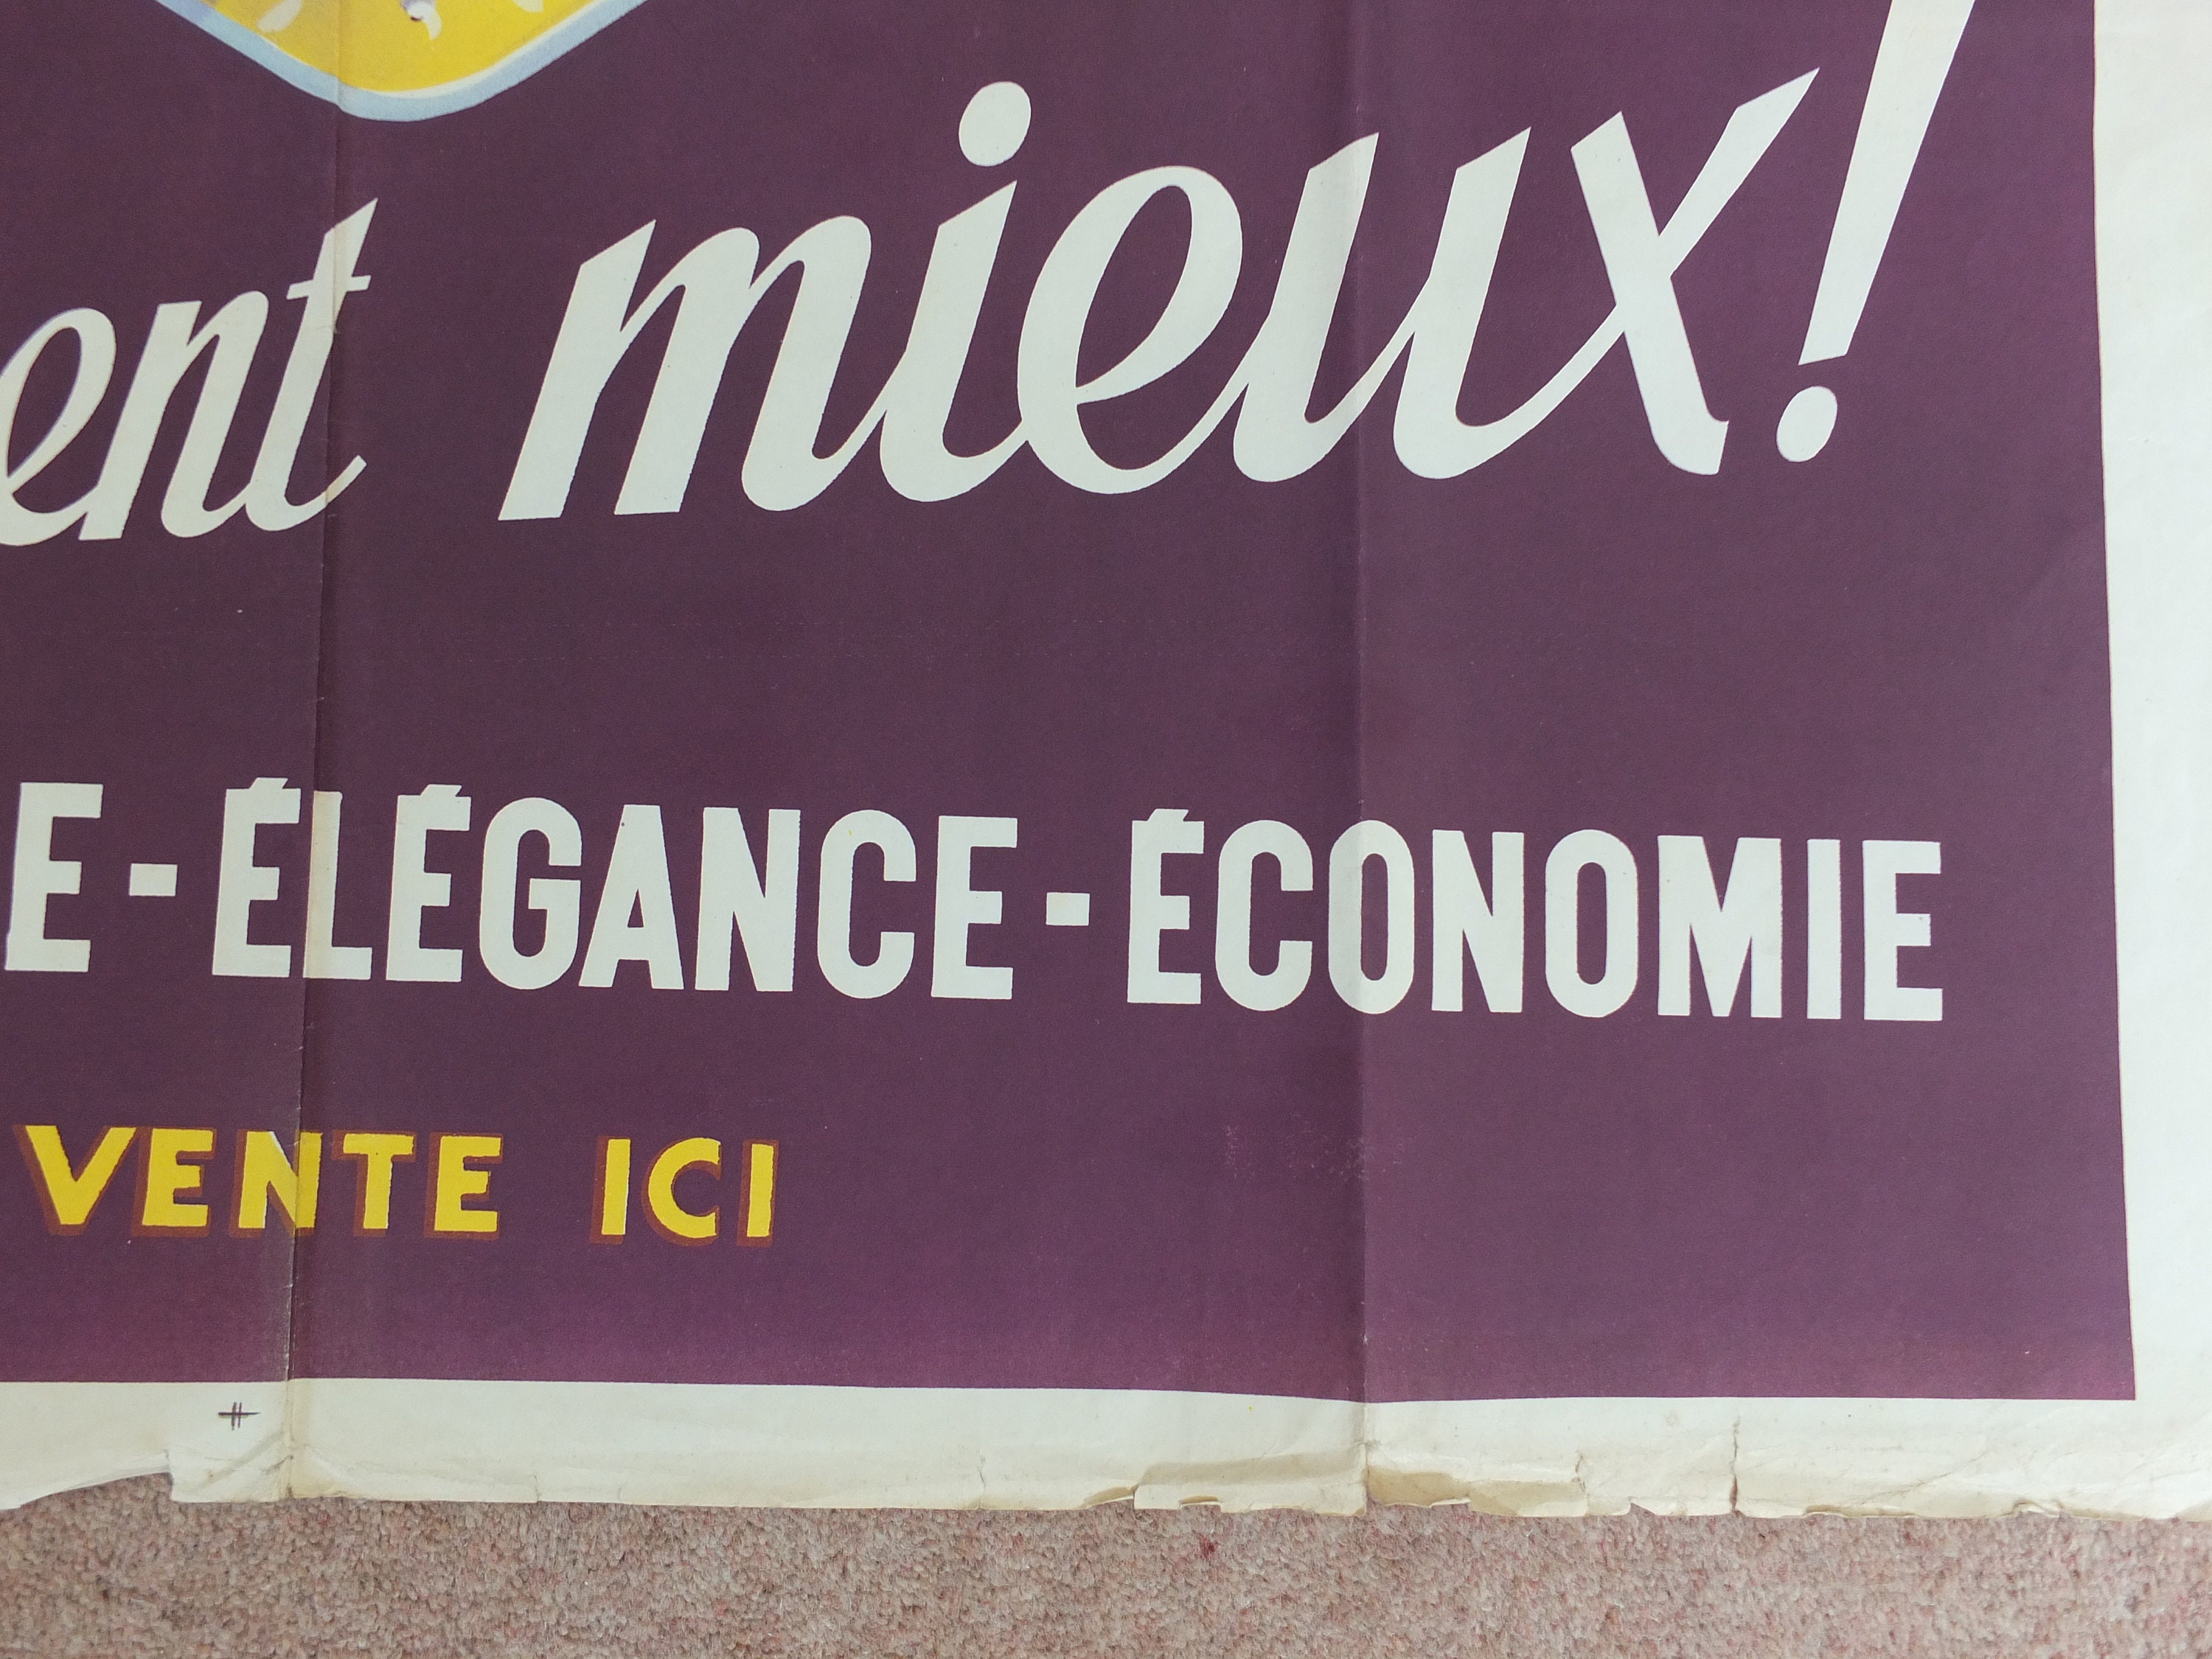 ent mieux!
E - ÉLÉGANCE - ÉCONOMIE
VENTE ICI